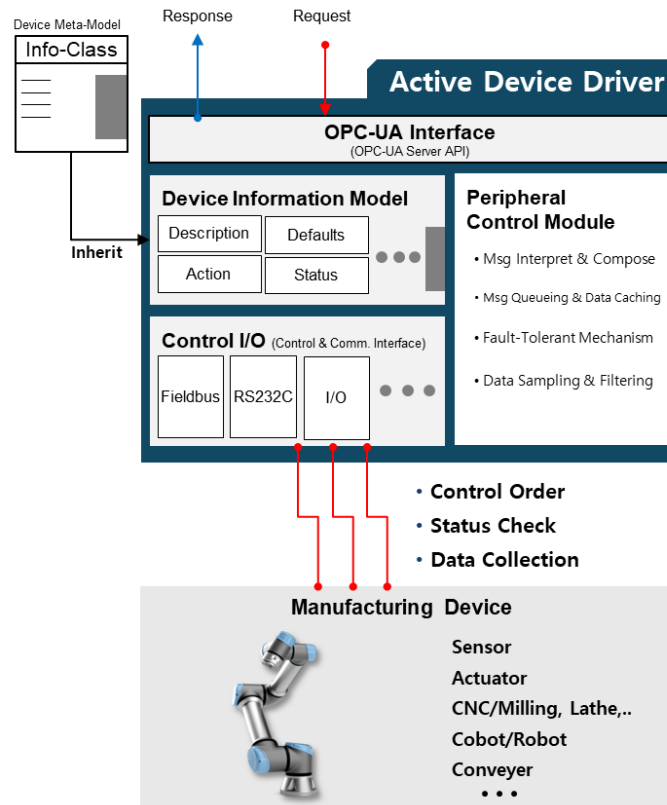 Response
Request
Device Meta-Model
Info-Class
Active Device Driver
OPC-UA Interface
(OPC-UA Server API)
Inherit
Device Information Model
Description
Defaults
Action
Status
Control I/O (Control & Comm. Interface)
Fieldbus
RS232C
I/O
Peripheral
Control Module
• Msg Interpret & Compose
• Msg Queueing & Data Caching
• Fault-Tolerant Mechanism
• Data Sampling & Filtering
• Control Order
• Status Check
• Data Collection
Manufacturing Device
Sensor
Actuator
CNC/Milling, Lathe,..
Cobot/Robot
Conveyer